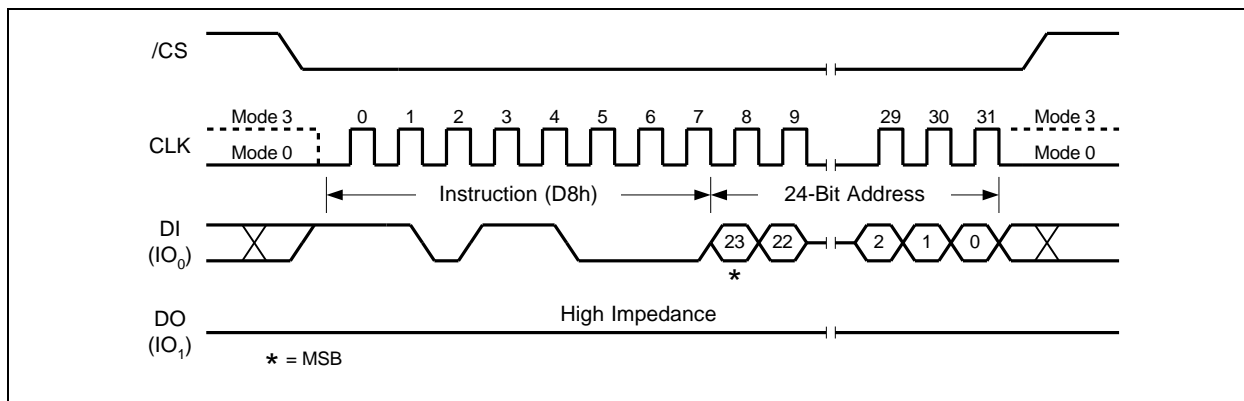 /CS
Mode 3 0 1 2 3 4 5 6 7 8 9 29 30 31 Mode 3
CLK
Mode 0 Mode 0
Instruction (D8h) 24-Bit Address
DI
(IO₀) 23 22 2 1 0
*
DO High Impedance
(IO₁)
* = MSB